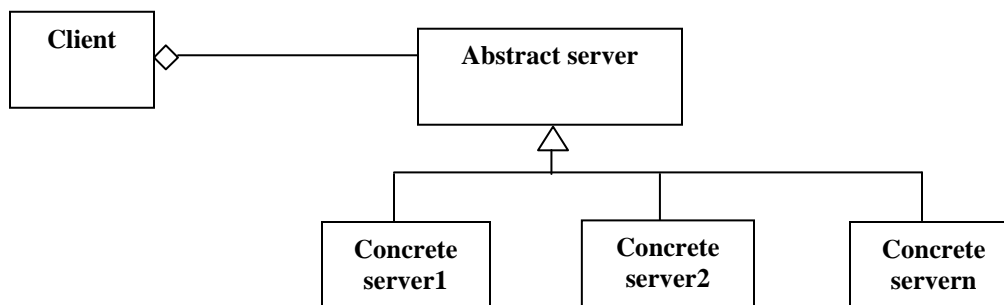 Client
Abstract server
Concrete
server1
Concrete
server2
Concrete
servern